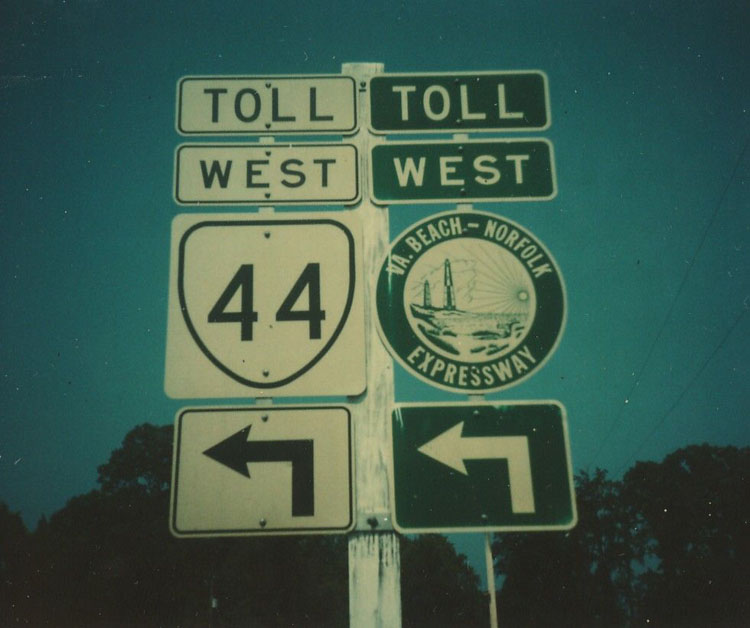 TOLL
WEST
44
TOLL
WEST
VA. BEACH - NORFOLK
EXPRESSWAY